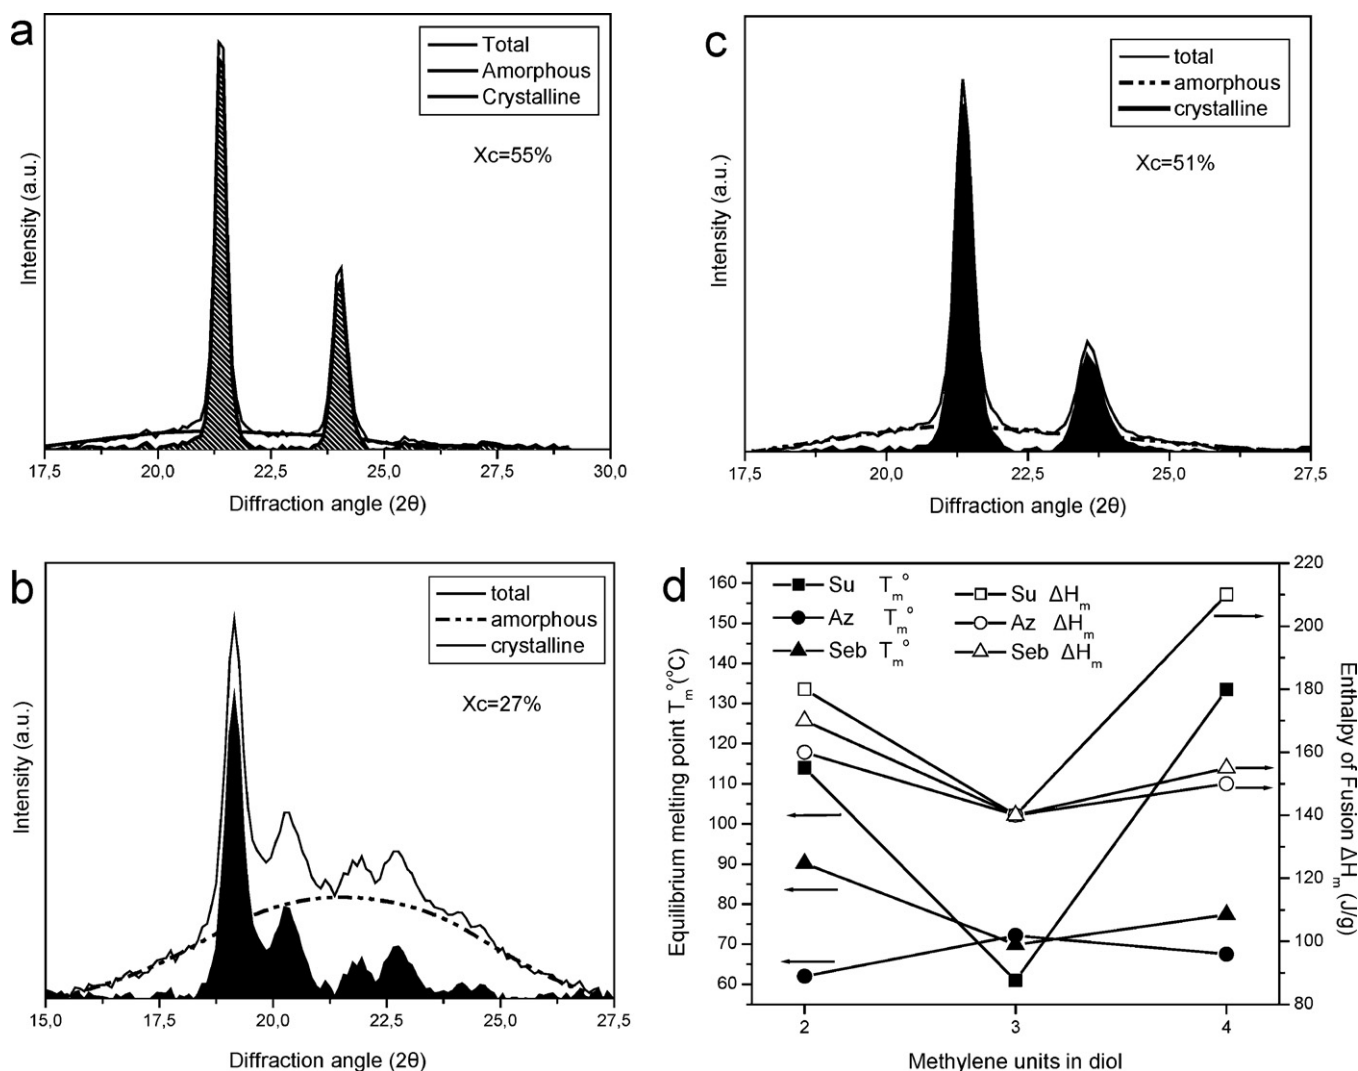 a
Total
Amorphous
Crystalline
Xc=55%
Intensity (a.u.)
17,5 20,0 22,5 25,0 27,5 30,0
Diffraction angle (2θ)
c
total
amorphous
crystalline
Xc=51%
Intensity (a.u.)
17,5 20,0 22,5 25,0 27,5
Diffraction angle (2θ)
b
total
amorphous
crystalline
Xc=27%
Intensity (a.u.)
15,0 17,5 20,0 22,5 25,0 27,5
Diffraction angle (2θ)
d
Su Tm°
Az Tm°
Seb Tm°
Su ΔHm
Az ΔHm
Seb ΔHm
Equilibrium melting point Tm°(°C)
160
150
140
130
120
110
100
90
80
70
60
220
200
180
160
140
120
100
80
Enthalpy of Fusion ΔHm (J/g)
2 3 4
Methylene units in diol